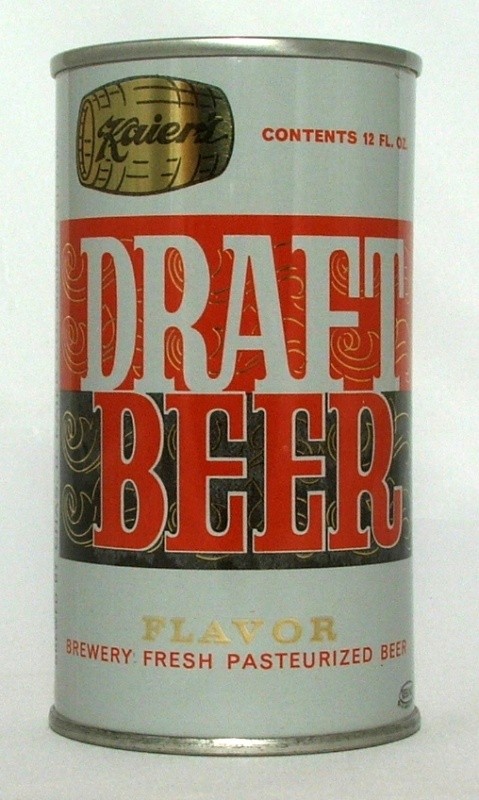 Kaier's
CONTENTS 12 FL. OZ.
DRAFT
BEER
FLAVOR
BREWERY FRESH PASTEURIZED BEER